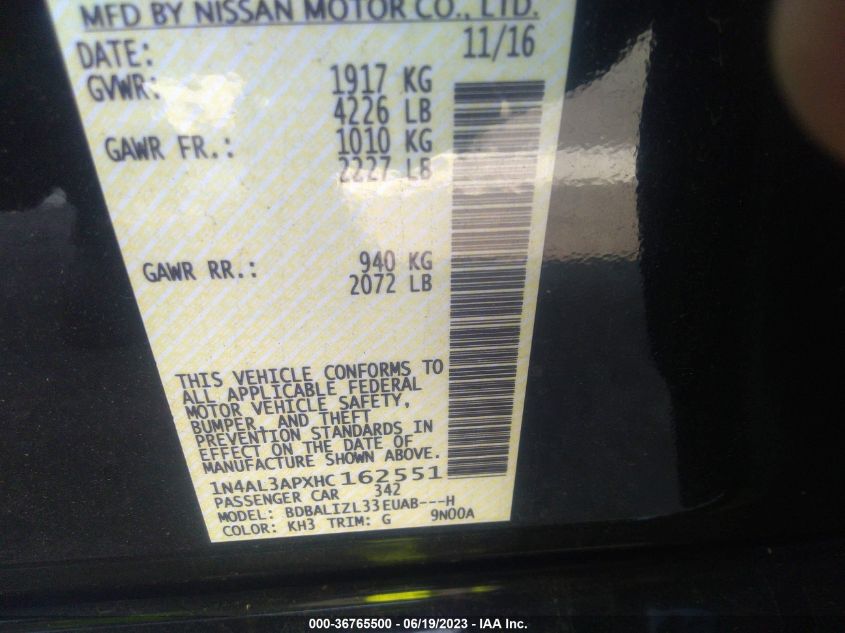 MFD BY NISSAN MOTOR CO., LTD.
DATE: 11/16
GVWR: 1917 KG
4226 LB
GAWR FR.: 1010 KG
2227 LB
GAWR RR.: 940 KG
2072 LB
THIS VEHICLE CONFORMS TO
ALL APPLICABLE FEDERAL
MOTOR VEHICLE SAFETY,
BUMPER, AND THEFT
PREVENTION STANDARDS IN
EFFECT ON THE DATE OF
MANUFACTURE SHOWN ABOVE.
1N4AL3APXHC162551
PASSENGER CAR 342
MODEL: BDBALIZL33EUAB---H
COLOR: KH3 TRIM: G 9N00A
000-36765500 - 06/19/2023 - IAA Inc.